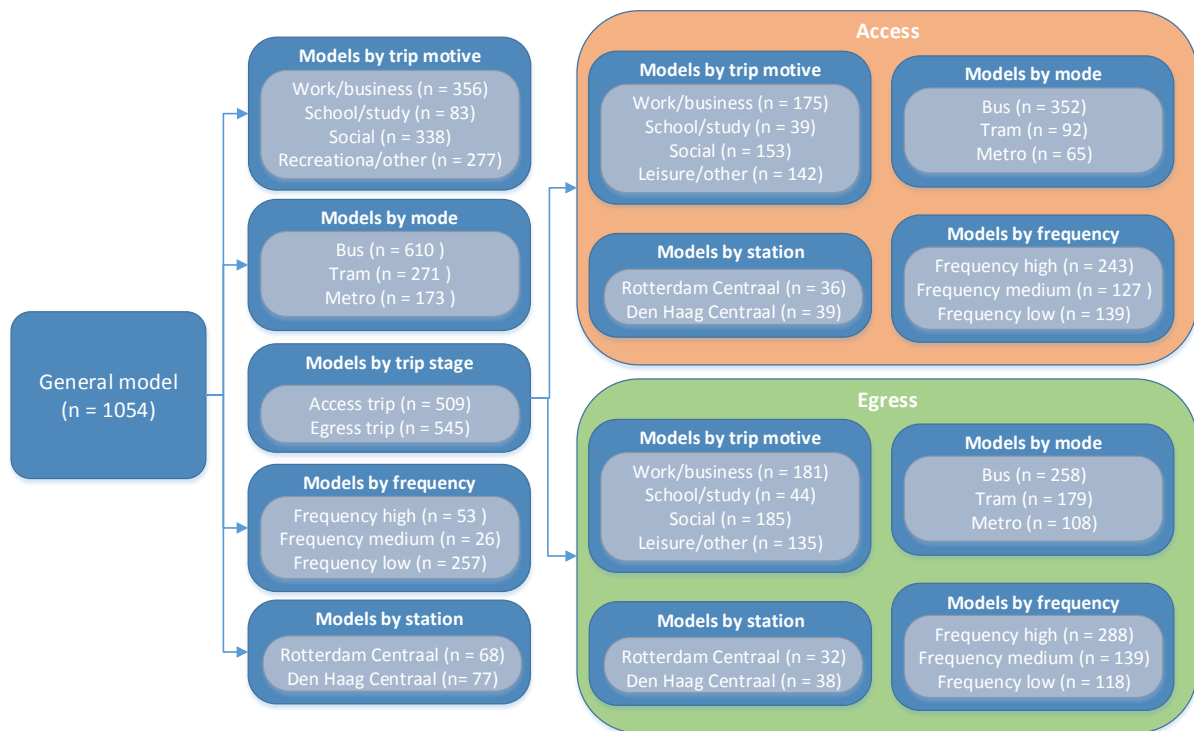 General model
(n = 1054)
Models by trip motive
Work/business (n = 356)
School/study (n = 83)
Social (n = 338)
Recreationa/other (n = 277)
Models by mode
Bus (n = 610 )
Tram (n = 271 )
Metro (n = 173 )
Models by trip stage
Access trip (n = 509)
Egress trip (n = 545)
Models by frequency
Frequency high (n = 53 )
Frequency medium (n = 26)
Frequency low (n = 257)
Models by station
Rotterdam Centraal (n = 68)
Den Haag Centraal (n= 77)
Access
Models by trip motive
Work/business (n = 175)
School/study (n = 39)
Social (n = 153)
Leisure/other (n = 142)
Models by mode
Bus (n = 352)
Tram (n = 92)
Metro (n = 65)
Models by station
Rotterdam Centraal (n = 36)
Den Haag Centraal (n = 39)
Models by frequency
Frequency high (n = 243)
Frequency medium (n = 127 )
Frequency low (n = 139)
Egress
Models by trip motive
Work/business (n = 181)
School/study (n = 44)
Social (n = 185)
Leisure/other (n = 135)
Models by mode
Bus (n = 258)
Tram (n = 179)
Metro (n = 108)
Models by station
Rotterdam Centraal (n = 32)
Den Haag Centraal (n = 38)
Models by frequency
Frequency high (n = 288)
Frequency medium (n = 139)
Frequency low (n = 118)